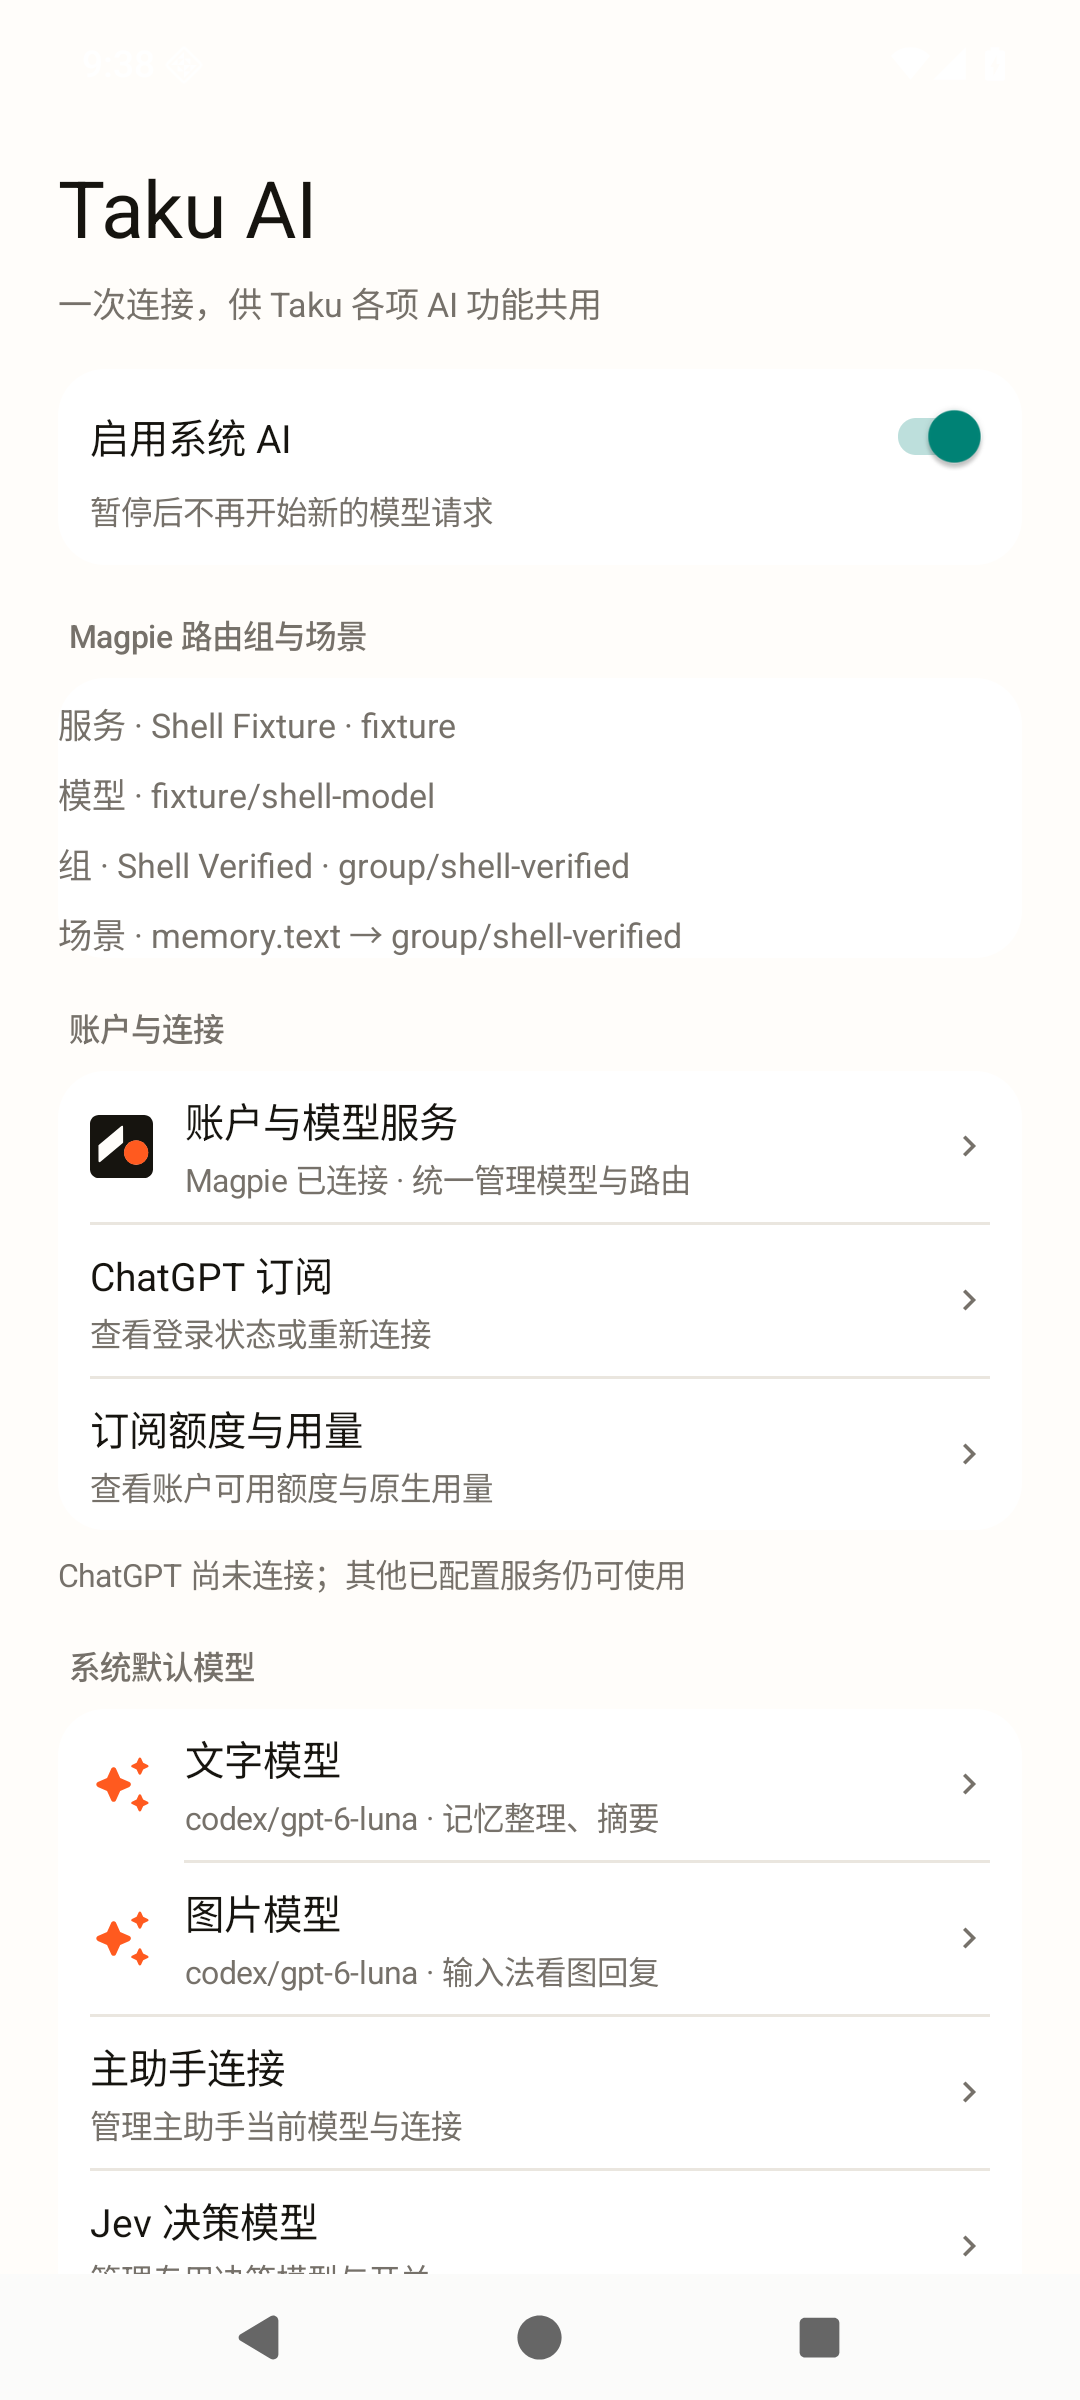 Taku AI
一次连接，供 Taku 各项 AI 功能共用
启用系统 AI
暂停后不再开始新的模型请求
Magpie 路由组与场景
服务 · Shell Fixture · fixture
模型 · fixture/shell-model
组 · Shell Verified · group/shell-verified
场景 · memory.text → group/shell-verified
账户与连接
账户与模型服务
Magpie 已连接 · 统一管理模型与路由
ChatGPT 订阅
查看登录状态或重新连接
订阅额度与用量
查看账户可用额度与原生用量
ChatGPT 尚未连接；其他已配置服务仍可使用
系统默认模型
文字模型
codex/gpt-6-luna · 记忆整理、摘要
图片模型
codex/gpt-6-luna · 输入法看图回复
主助手连接
管理主助手当前模型与连接
Jev 决策模型